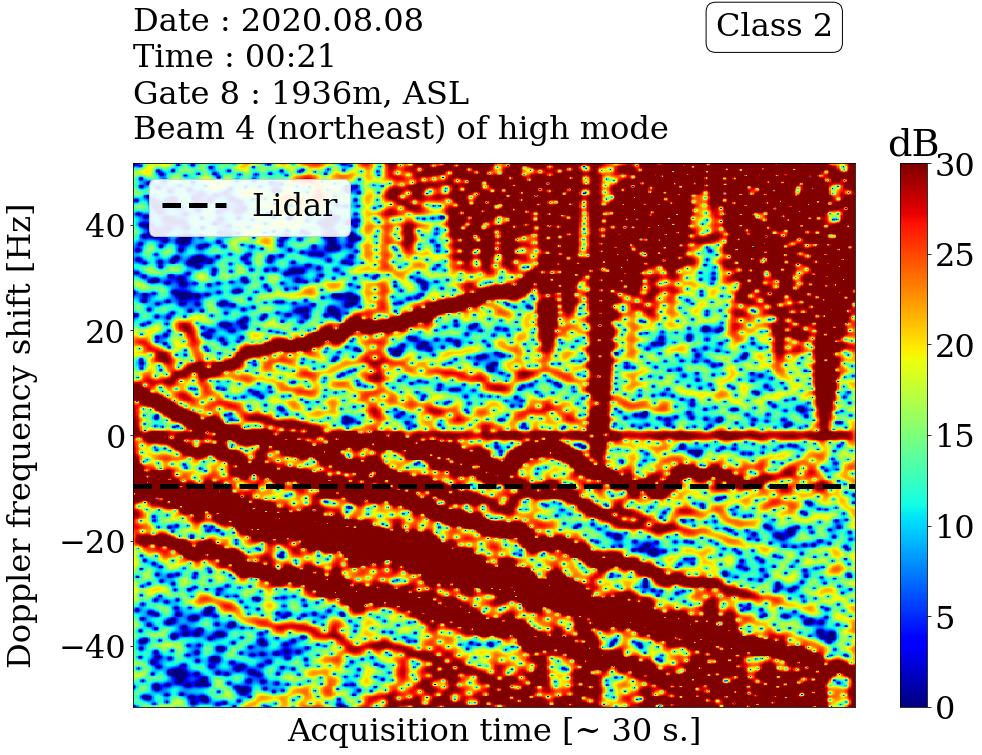 Date : 2020.08.08
Time : 00:21
Gate 8 : 1936m, ASL
Beam 4 (northeast) of high mode
Class 2
dB
Lidar
Doppler frequency shift [Hz]
40
20
0
−20
−40
Acquisition time [~ 30 s.]
30
25
20
15
10
5
0